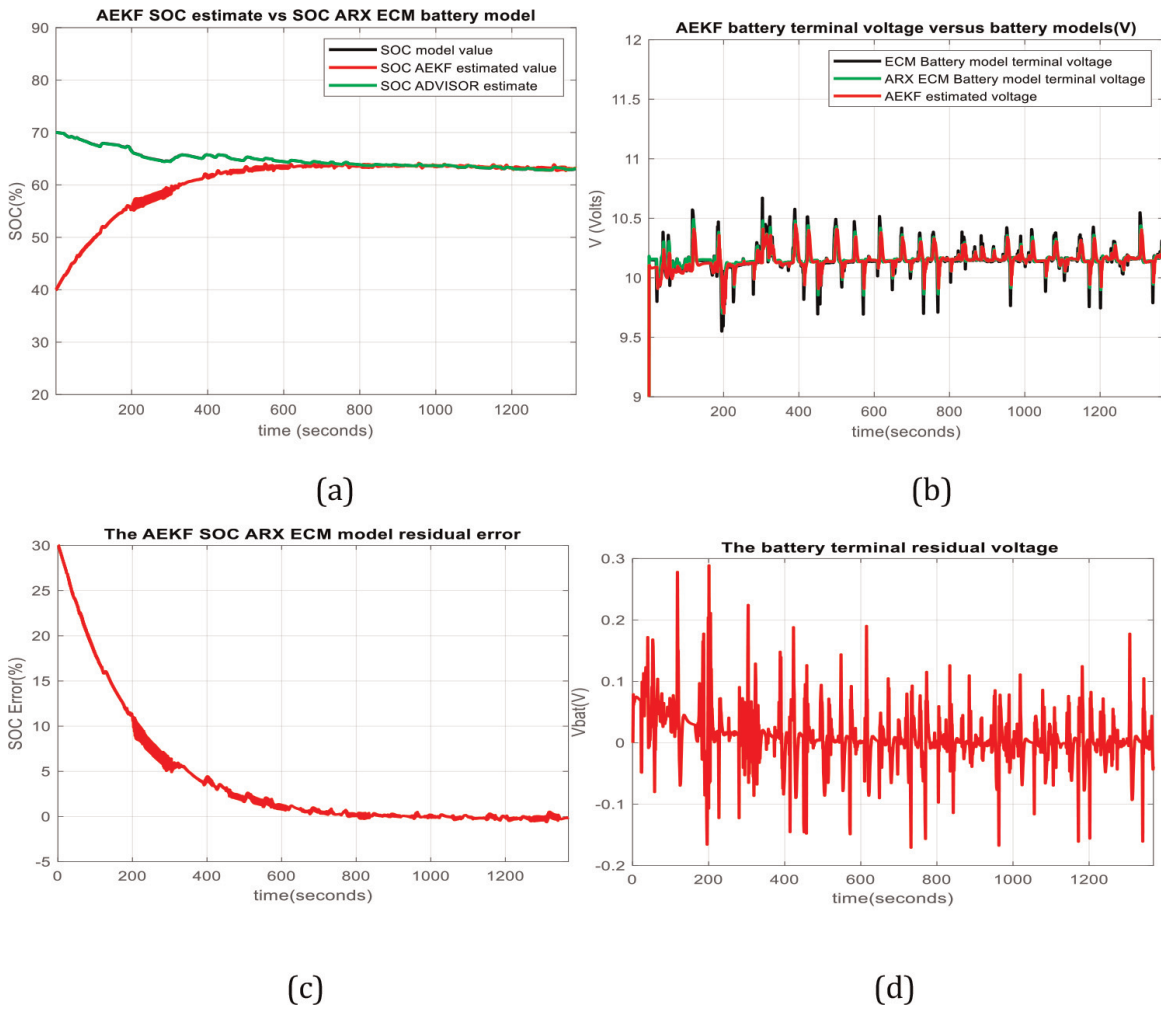 AEKF SOC estimate vs SOC ARX ECM battery model
90
80
70
60
50
40
30
20
SOC(%)
SOC model value
SOC AEKF estimated value
SOC ADVISOR estimate
200
400
600
800
1000
1200
time (seconds)
(a)
AEKF battery terminal voltage versus battery models(V)
12
11.5
11
10.5
10
9.5
9
V (Volts)
ECM Battery model terminal voltage
ARX ECM Battery model terminal voltage
AEKF estimated voltage
200
400
600
800
1000
1200
time(seconds)
(b)
The AEKF SOC ARX ECM model residual error
30
25
20
15
10
5
0
-5
SOC Error(%)
0
200
400
600
800
1000
1200
time(seconds)
(c)
The battery terminal residual voltage
0.3
0.2
0.1
0
-0.1
-0.2
Vbat(V)
0
200
400
600
800
1000
1200
time(seconds)
(d)